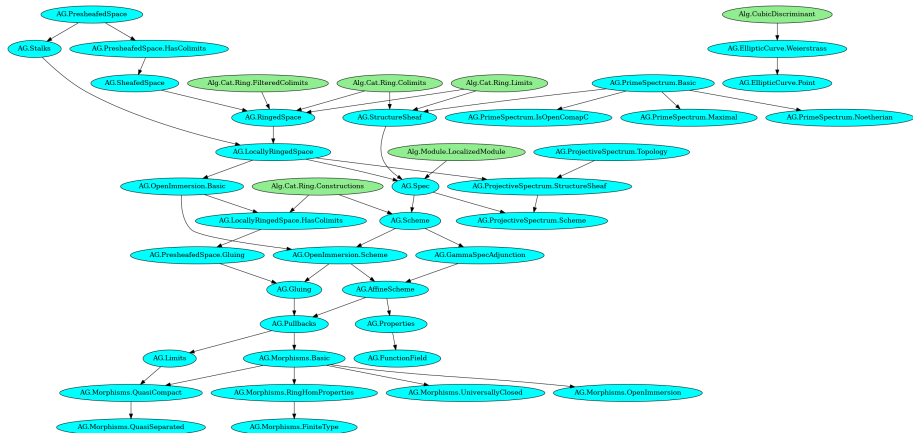 AG.PresheafedSpace
Alg.CubicDiscriminant
AG.Stalks
AG.PresheafedSpace.HasColimits
AG.EllipticCurve.Weierstrass
AG.SheafedSpace
Alg.Cat.Ring.FilteredColimits
Alg.Cat.Ring.Colimits
Alg.Cat.Ring.Limits
AG.PrimeSpectrum.Basic
AG.EllipticCurve.Point
AG.RingedSpace
AG.StructureSheaf
AG.PrimeSpectrum.IsOpenComapC
AG.PrimeSpectrum.Maximal
AG.PrimeSpectrum.Noetherian
AG.LocallyRingedSpace
Alg.Module.LocalizedModule
AG.ProjectiveSpectrum.Topology
AG.OpenImmersion.Basic
Alg.Cat.Ring.Constructions
AG.Spec
AG.ProjectiveSpectrum.StructureSheaf
AG.LocallyRingedSpace.HasColimits
AG.Scheme
AG.ProjectiveSpectrum.Scheme
AG.PresheafedSpace.Gluing
AG.OpenImmersion.Scheme
AG.GammaSpecAdjunction
AG.Gluing
AG.AffineScheme
AG.Pullbacks
AG.Properties
AG.Limits
AG.Morphisms.Basic
AG.FunctionField
AG.Morphisms.QuasiCompact
AG.Morphisms.RingHomProperties
AG.Morphisms.UniversallyClosed
AG.Morphisms.OpenImmersion
AG.Morphisms.QuasiSeparated
AG.Morphisms.FiniteType